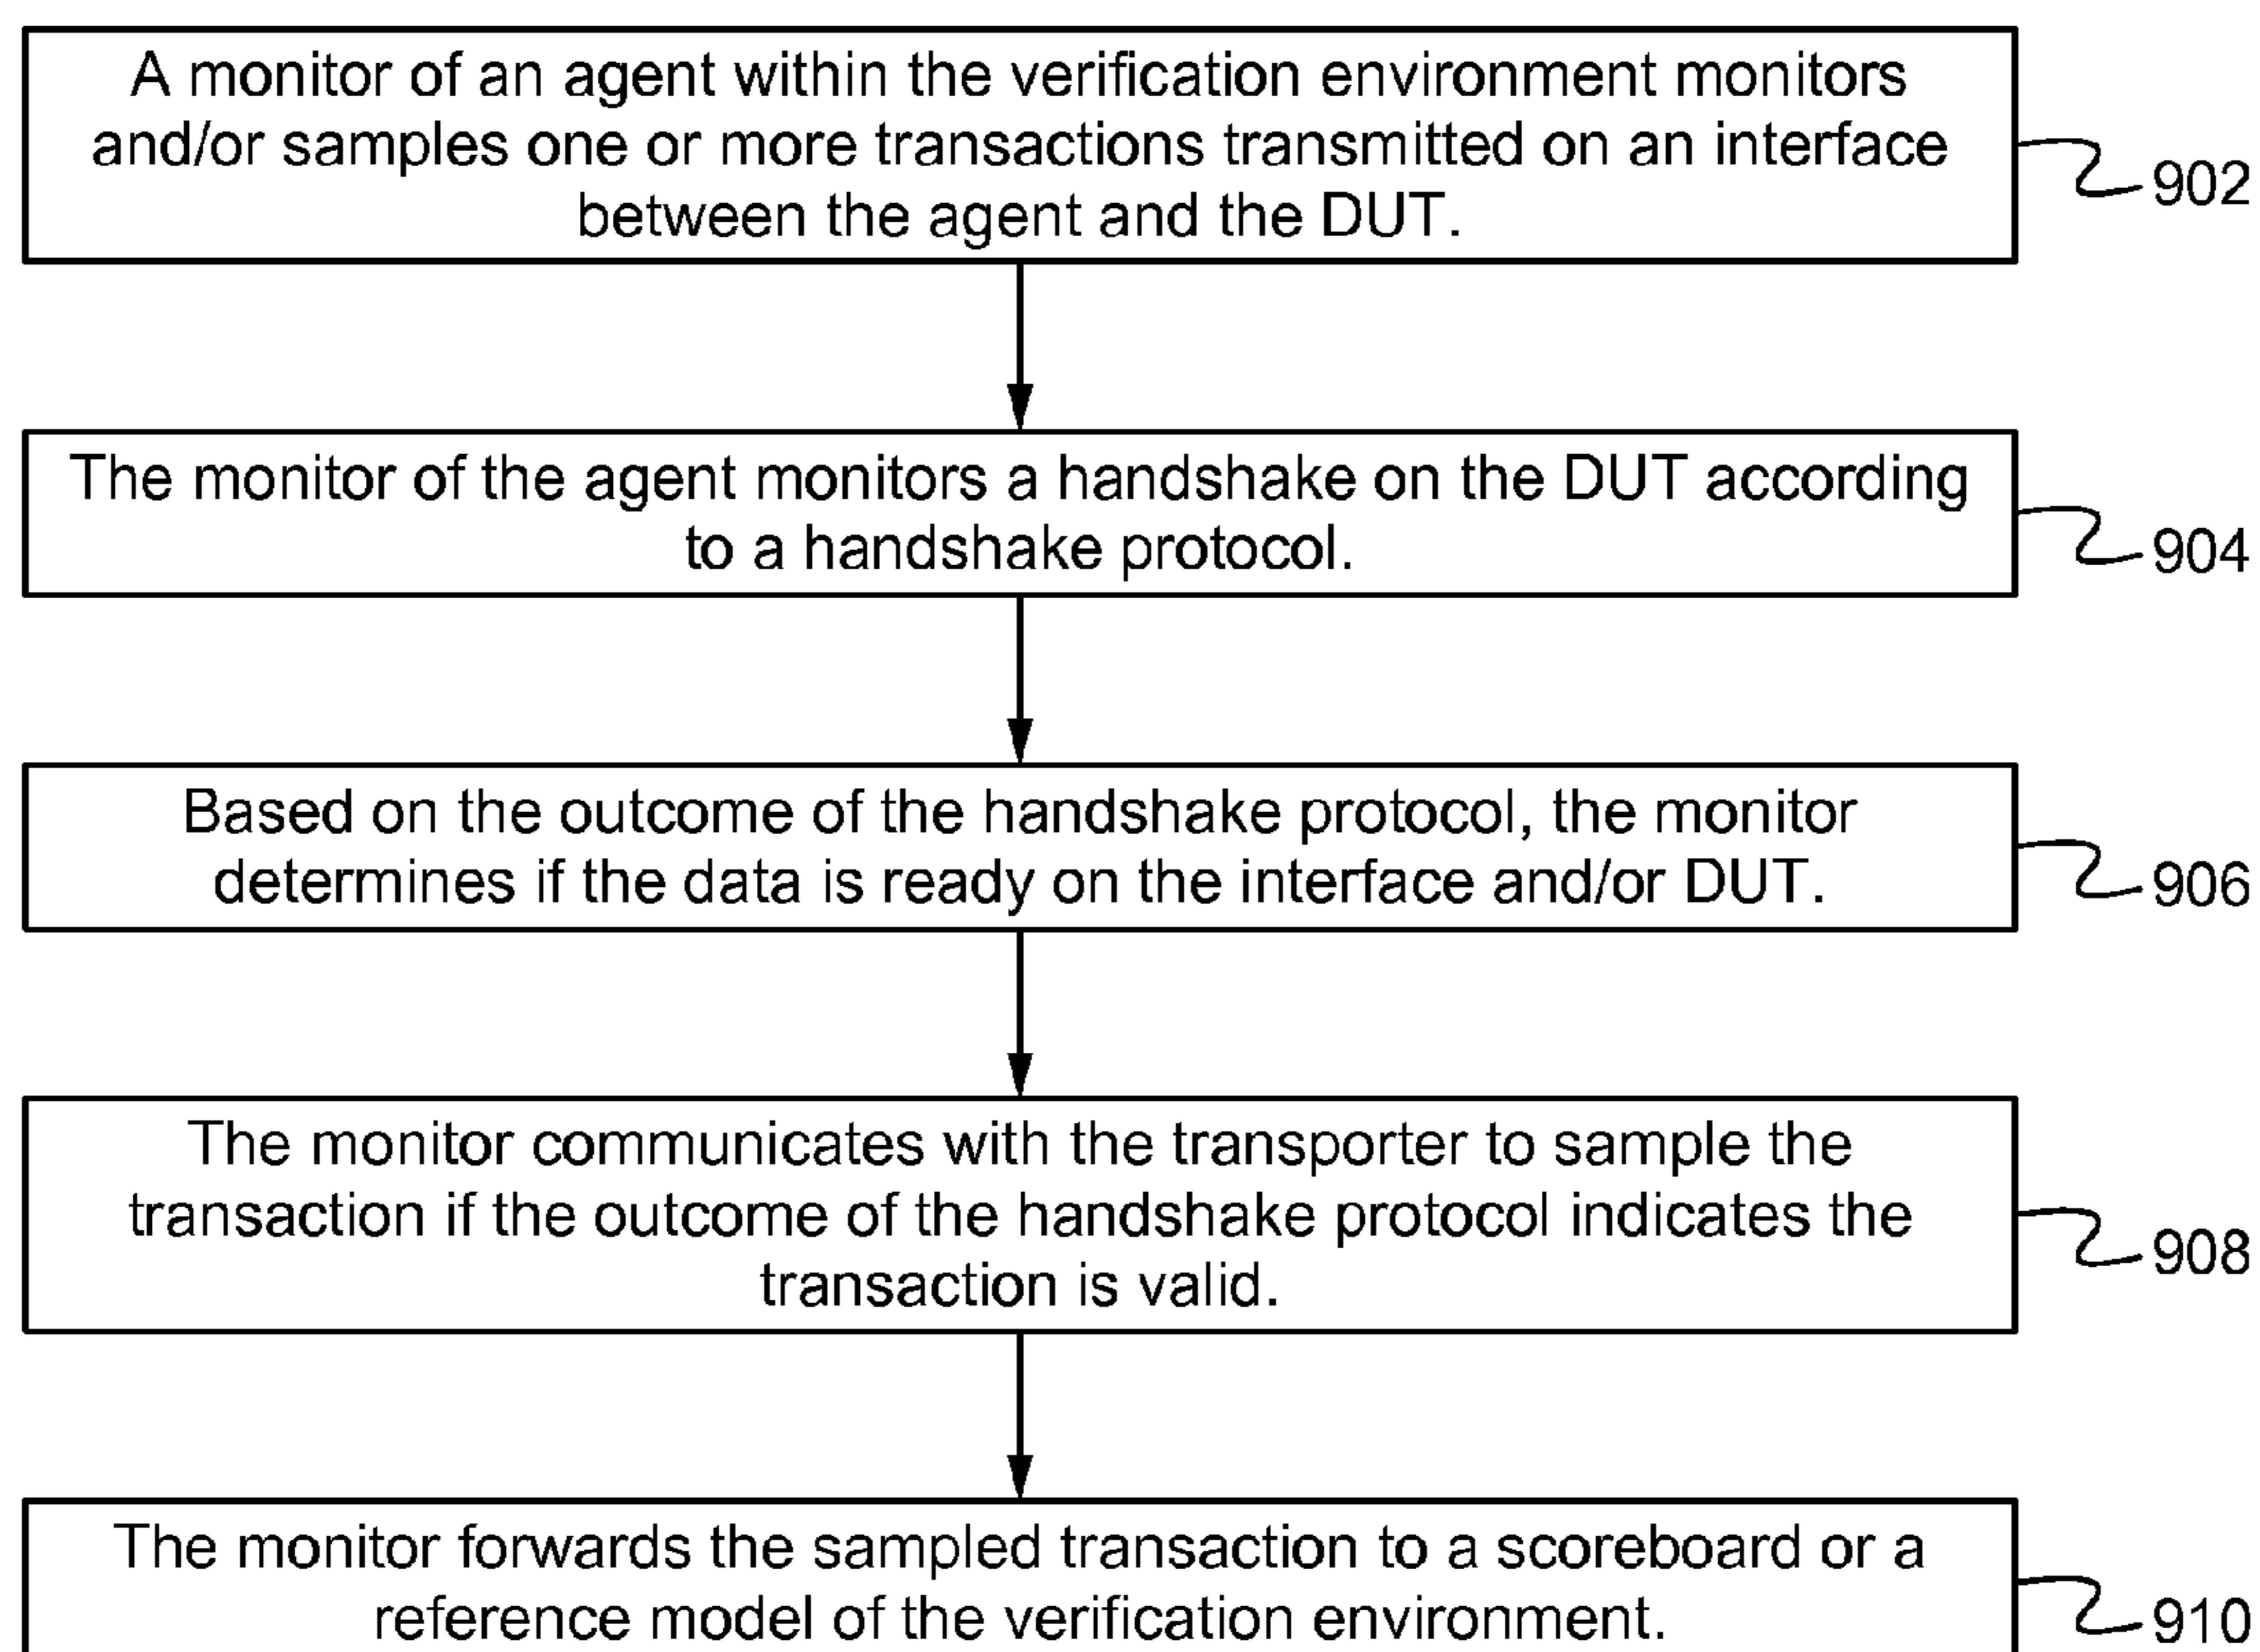 A monitor of an agent within the verification environment monitors
and/or samples one or more transactions transmitted on an interface
between the agent and the DUT.
902
The monitor of the agent monitors a handshake on the DUT according
to a handshake protocol.
904
Based on the outcome of the handshake protocol, the monitor
determines if the data is ready on the interface and/or DUT.
906
The monitor communicates with the transporter to sample the
transaction if the outcome of the handshake protocol indicates the
transaction is valid.
908
The monitor forwards the sampled transaction to a scoreboard or a
reference model of the verification environment.
910